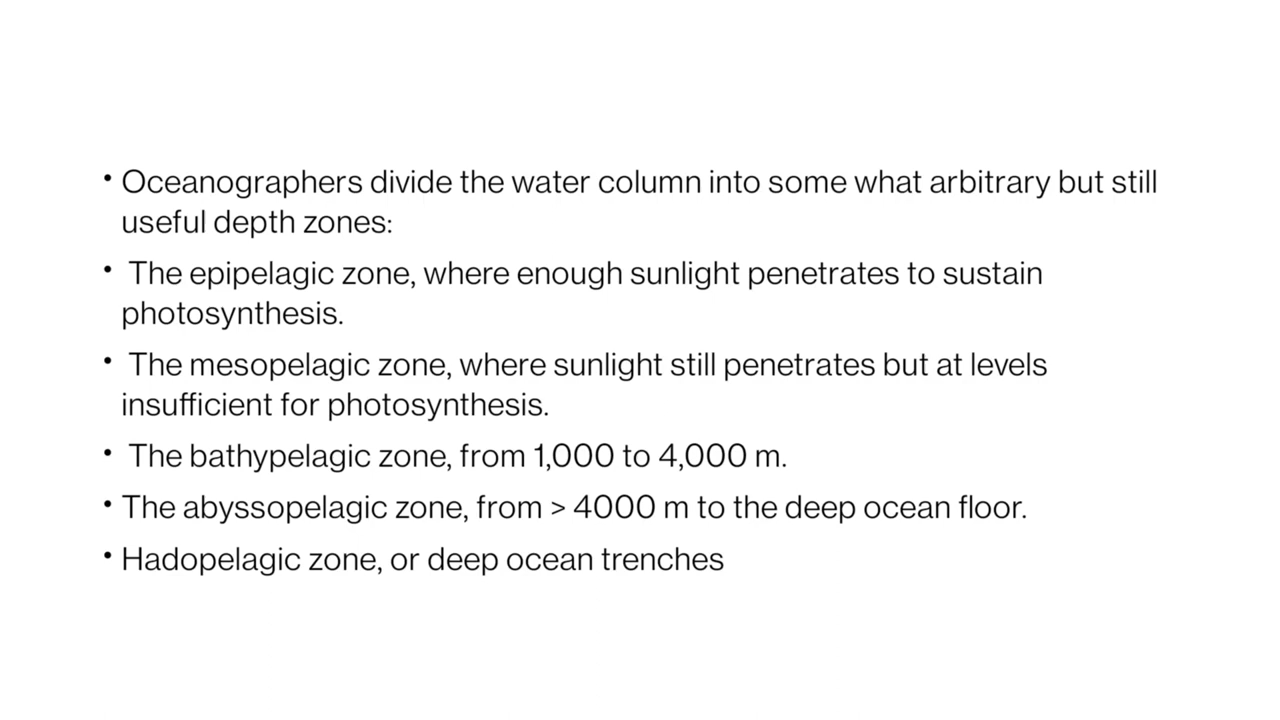 • Oceanographers divide the water column into some what arbitrary but still
useful depth zones:
• The epipelagic zone, where enough sunlight penetrates to sustain
photosynthesis.
• The mesopelagic zone, where sunlight still penetrates but at levels
insufficient for photosynthesis.
• The bathypelagic zone, from 1,000 to 4,000 m.
• The abyssopelagic zone, from > 4000 m to the deep ocean floor.
• Hadopelagic zone, or deep ocean trenches